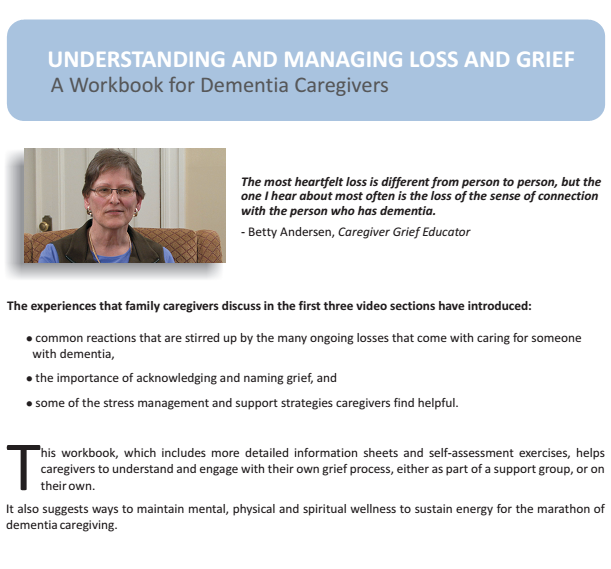 UNDERSTANDING AND MANAGING LOSS AND GRIEF
A Workbook for Dementia Caregivers
The most heartfelt loss is different from person to person, but the
one I hear about most often is the loss of the sense of connection
with the person who has dementia.
- Betty Andersen, Caregiver Grief Educator
The experiences that family caregivers discuss in the first three video sections have introduced:
● common reactions that are stirred up by the many ongoing losses that come with caring for someone
with dementia,
● the importance of acknowledging and naming grief, and
● some of the stress management and support strategies caregivers find helpful.
This workbook, which includes more detailed information sheets and self-assessment exercises, helps
caregivers to understand and engage with their own grief process, either as part of a support group, or on
their own.
It also suggests ways to maintain mental, physical and spiritual wellness to sustain energy for the marathon of
dementia caregiving.